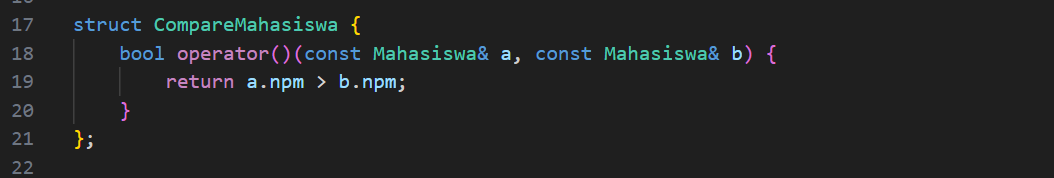 17 struct CompareMahasiswa {
18     bool operator()(const Mahasiswa& a, const Mahasiswa& b) {
19         return a.npm > b.npm;
20     }
21 };
22